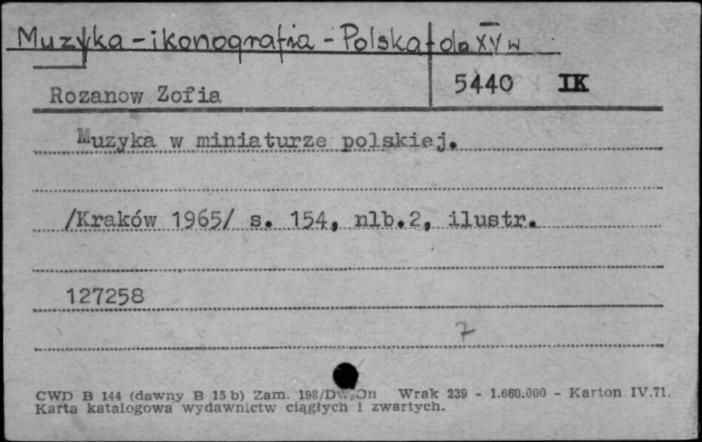 Muzyka - ikonografia - Polska - do XV w
Rozanow Zofia
5440 IK
Muzyka w miniaturze polskiej.
/Kraków 1965/ s. 154, nlb.2, ilustr.
127258
7
CWD B 144 (dawny B 15 b) Zam. 198/DW/On Wrak 239 - 1.660.000 - Karton IV.71.
Karta katalogowa wydawnictw ciągłych i zwartych.